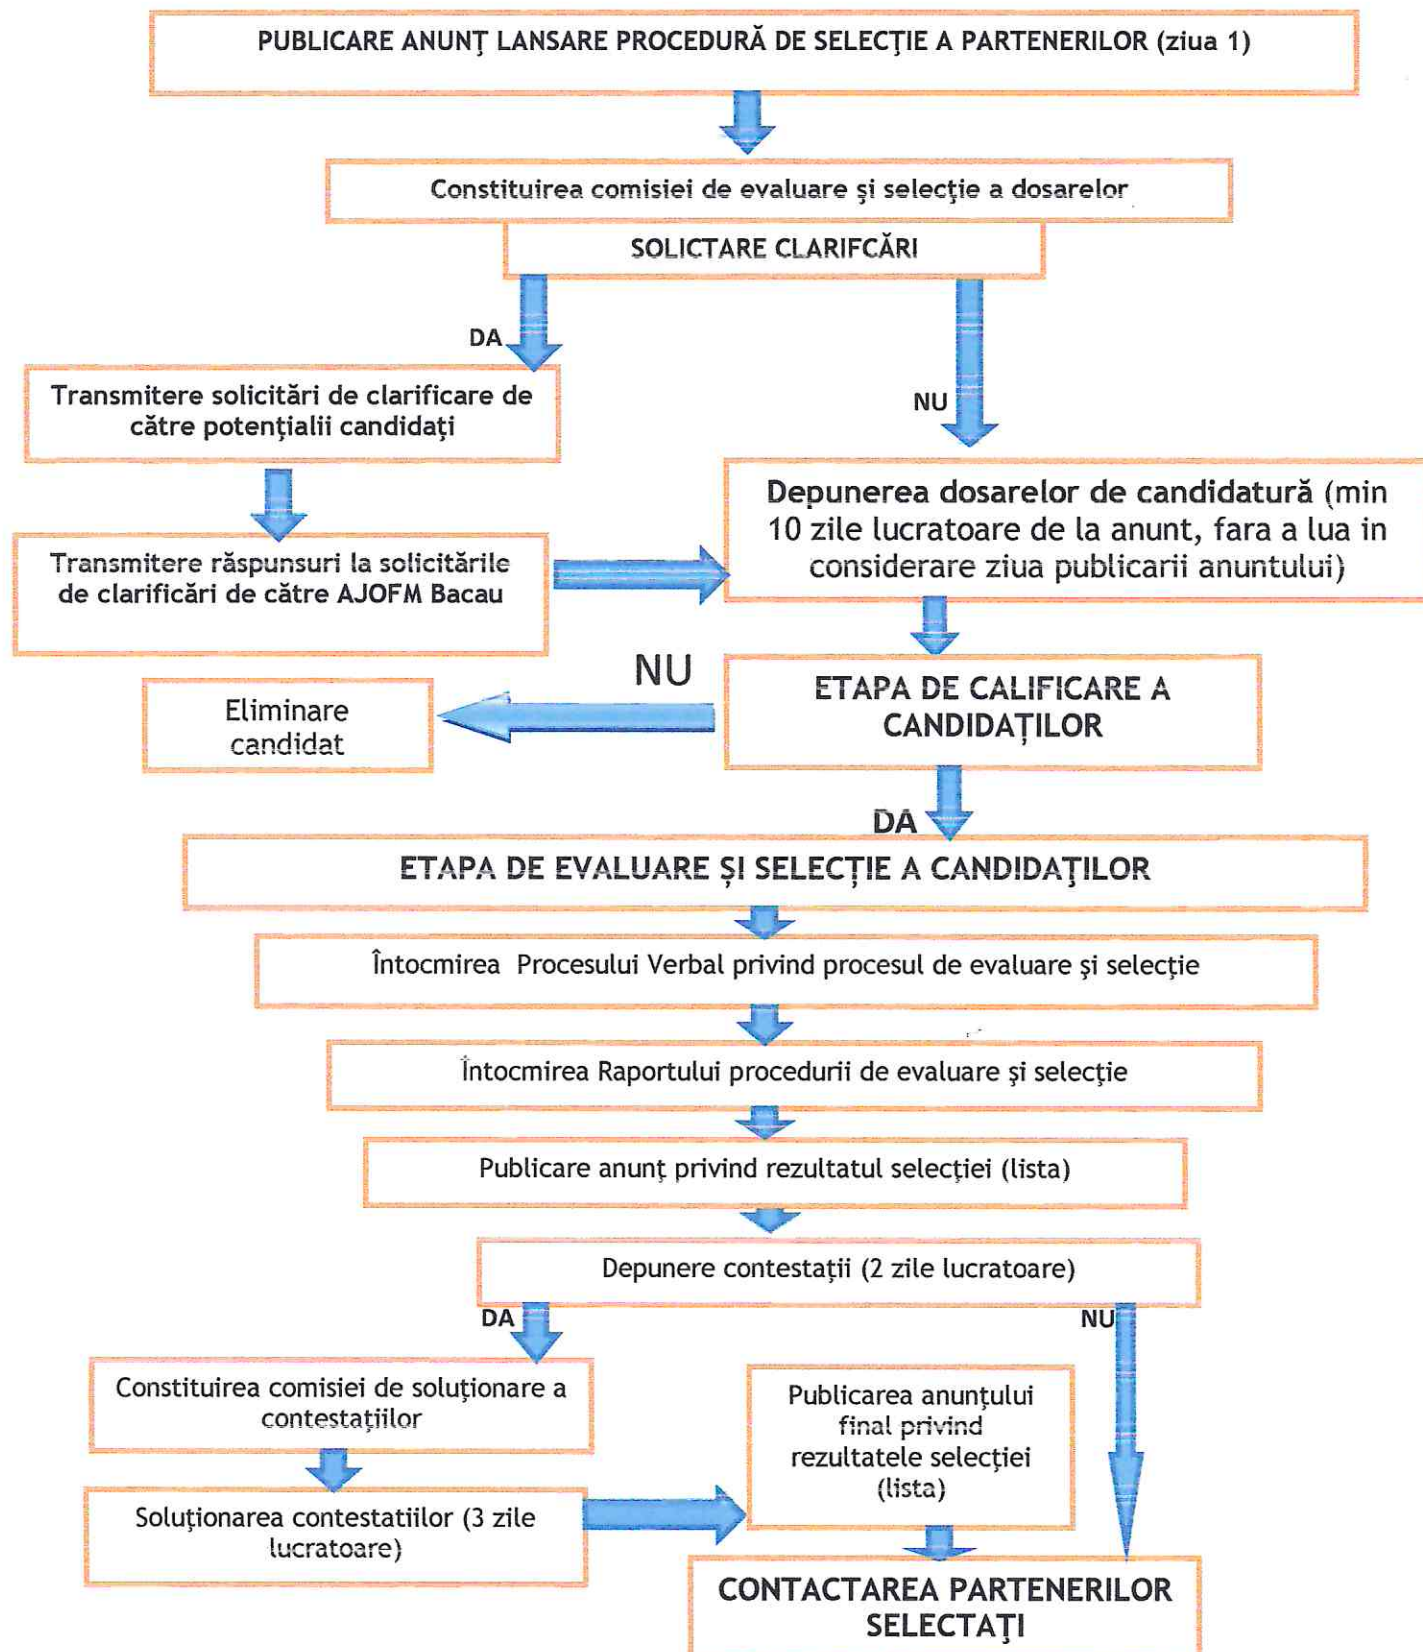 PUBLICARE ANUNŢ LANSARE PROCEDURĂ DE SELECŢIE A PARTENERILOR (ziua 1)
Constituirea comisiei de evaluare şi selecţie a dosarelor
SOLICTARE CLARIFCĂRI
DA
NU
Transmitere solicitări de clarificare de
către potenţialii candidaţi
Transmitere răspunsuri la solicitările
de clarificări de către AJOFM Bacau
Depunerea dosarelor de candidatură (min
10 zile lucratoare de la anunt, fara a lua in
considerare ziua publicarii anuntului)
NU
Eliminare
candidat
ETAPA DE CALIFICARE A
CANDIDAŢILOR
DA
ETAPA DE EVALUARE ȘI SELECŢIE A CANDIDAŢILOR
Întocmirea Procesului Verbal privind procesul de evaluare şi selecţie
Întocmirea Raportului procedurii de evaluare şi selecţie
Publicare anunţ privind rezultatul selecţiei (lista)
Depunere contestaţii (2 zile lucratoare)
DA
NU
Constituirea comisiei de soluţionare a
contestaţiilor
Soluţionarea contestatiilor (3 zile
lucratoare)
Publicarea anunţului
final privind
rezultatele selecţiei
(lista)
CONTACTAREA PARTENERILOR
SELECTAŢI